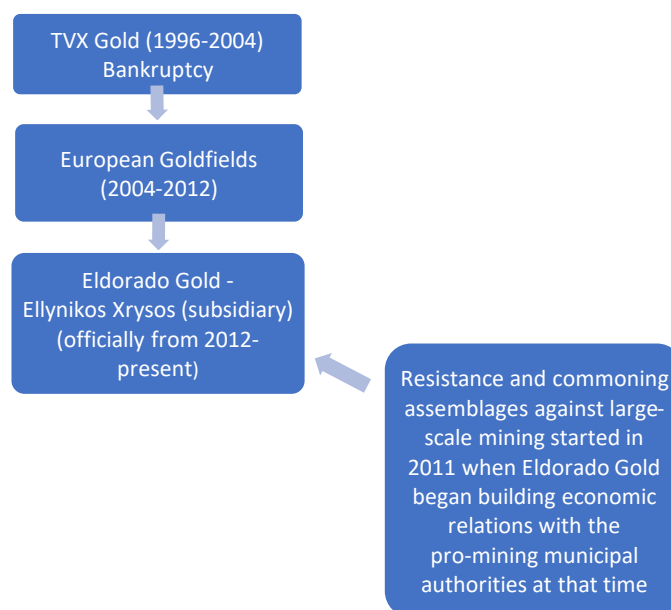 TVX Gold (1996-2004)
Bankruptcy
European Goldfields
(2004-2012)
Eldorado Gold -
Ellynikos Xrysos (subsidiary)
(officially from 2012-
present)
Resistance and commoning
assemblages against large-
scale mining started in
2011 when Eldorado Gold
began building economic
relations with the
pro-mining municipal
authorities at that time